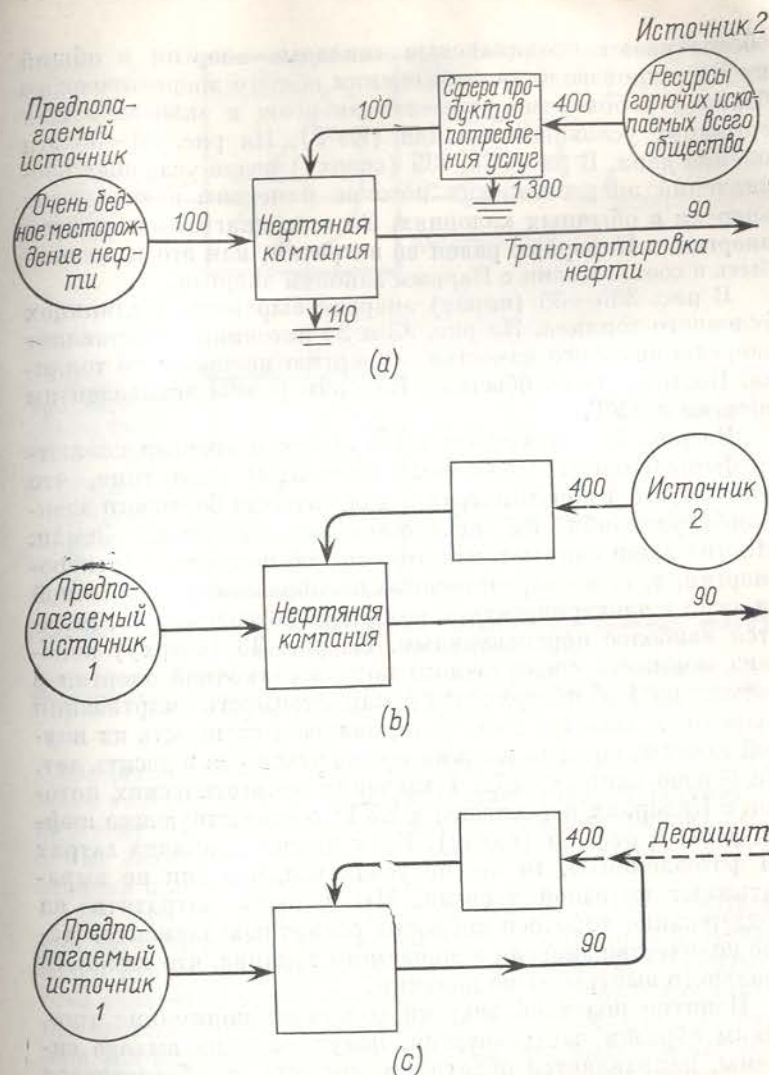 Источник 2
Предпола-
гаемый
источник
Очень бед-
ное месторож-
дение неф-
ти
100
100
Сфера про-
дуктов
потребле-
ния услуг
400
Ресурсы
горючих иско-
паемых всего
общества
300
Нефтяная
компания
90
Транспортировка
нефти
110
(a)
400
Источник
2
Предпо-
лагаемый
источник
1
Нефтяная
компания
90
(b)
400
Дефицит
Предпо-
лагаемый
источник
1
90
(c)